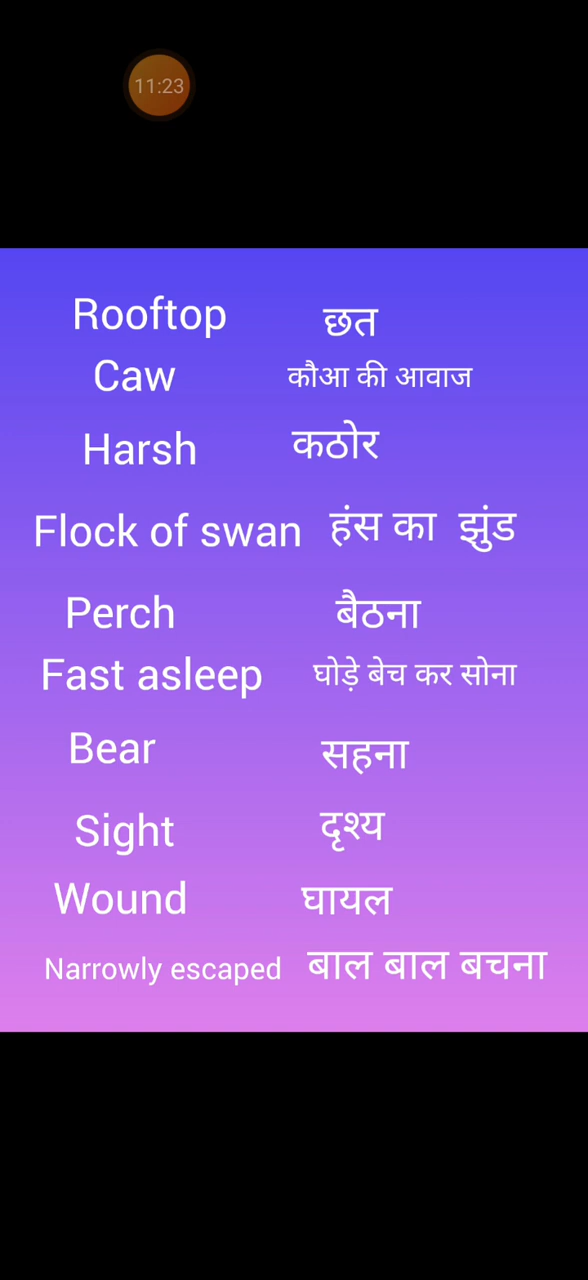 11:23
Rooftop छत
Caw कौआ की आवाज
Harsh कठोर
Flock of swan हंस का झुंड
Perch बैठना
Fast asleep घोड़े बेच कर सोना
Bear सहना
Sight दृश्य
Wound घायल
Narrowly escaped बाल बाल बचना